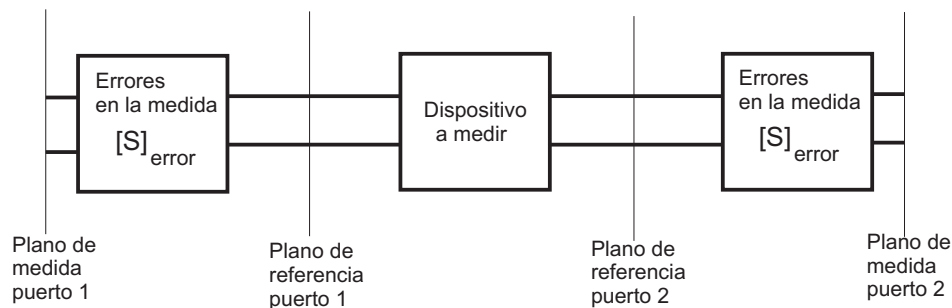 Errores
en la medida
[S]error
Dispositivo
a medir
Errores
en la medida
[S]error
Plano de
medida
puerto 1
Plano de
referencia
puerto 1
Plano de
referencia
puerto 2
Plano de
medida
puerto 2